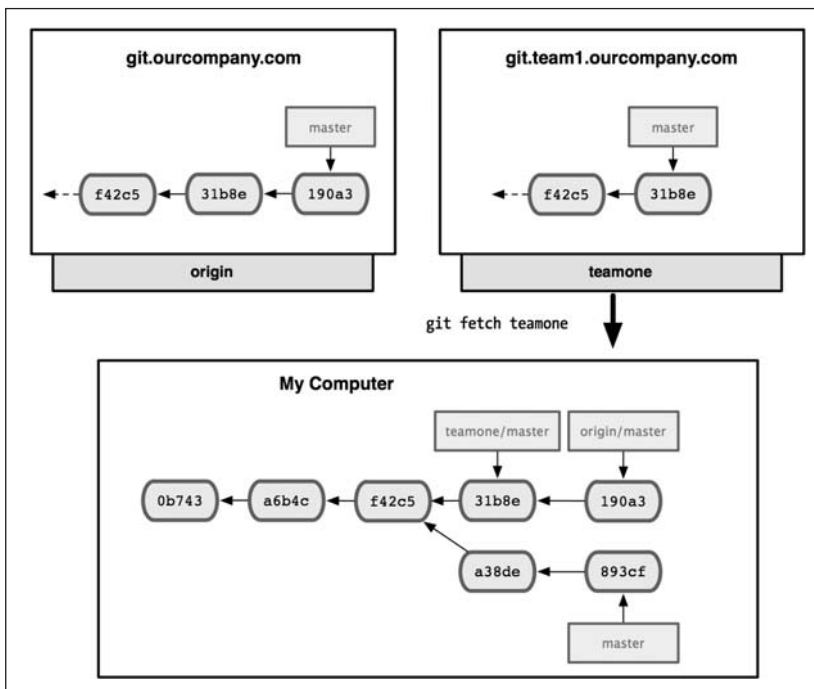 git.ourcompany.com
master
f42c5
31b8e
190a3
origin
git.team1.ourcompany.com
master
f42c5
31b8e
teamone
git fetch teamone
My Computer
teamone/master
origin/master
0b743
a6b4c
f42c5
31b8e
190a3
a38de
893cf
master